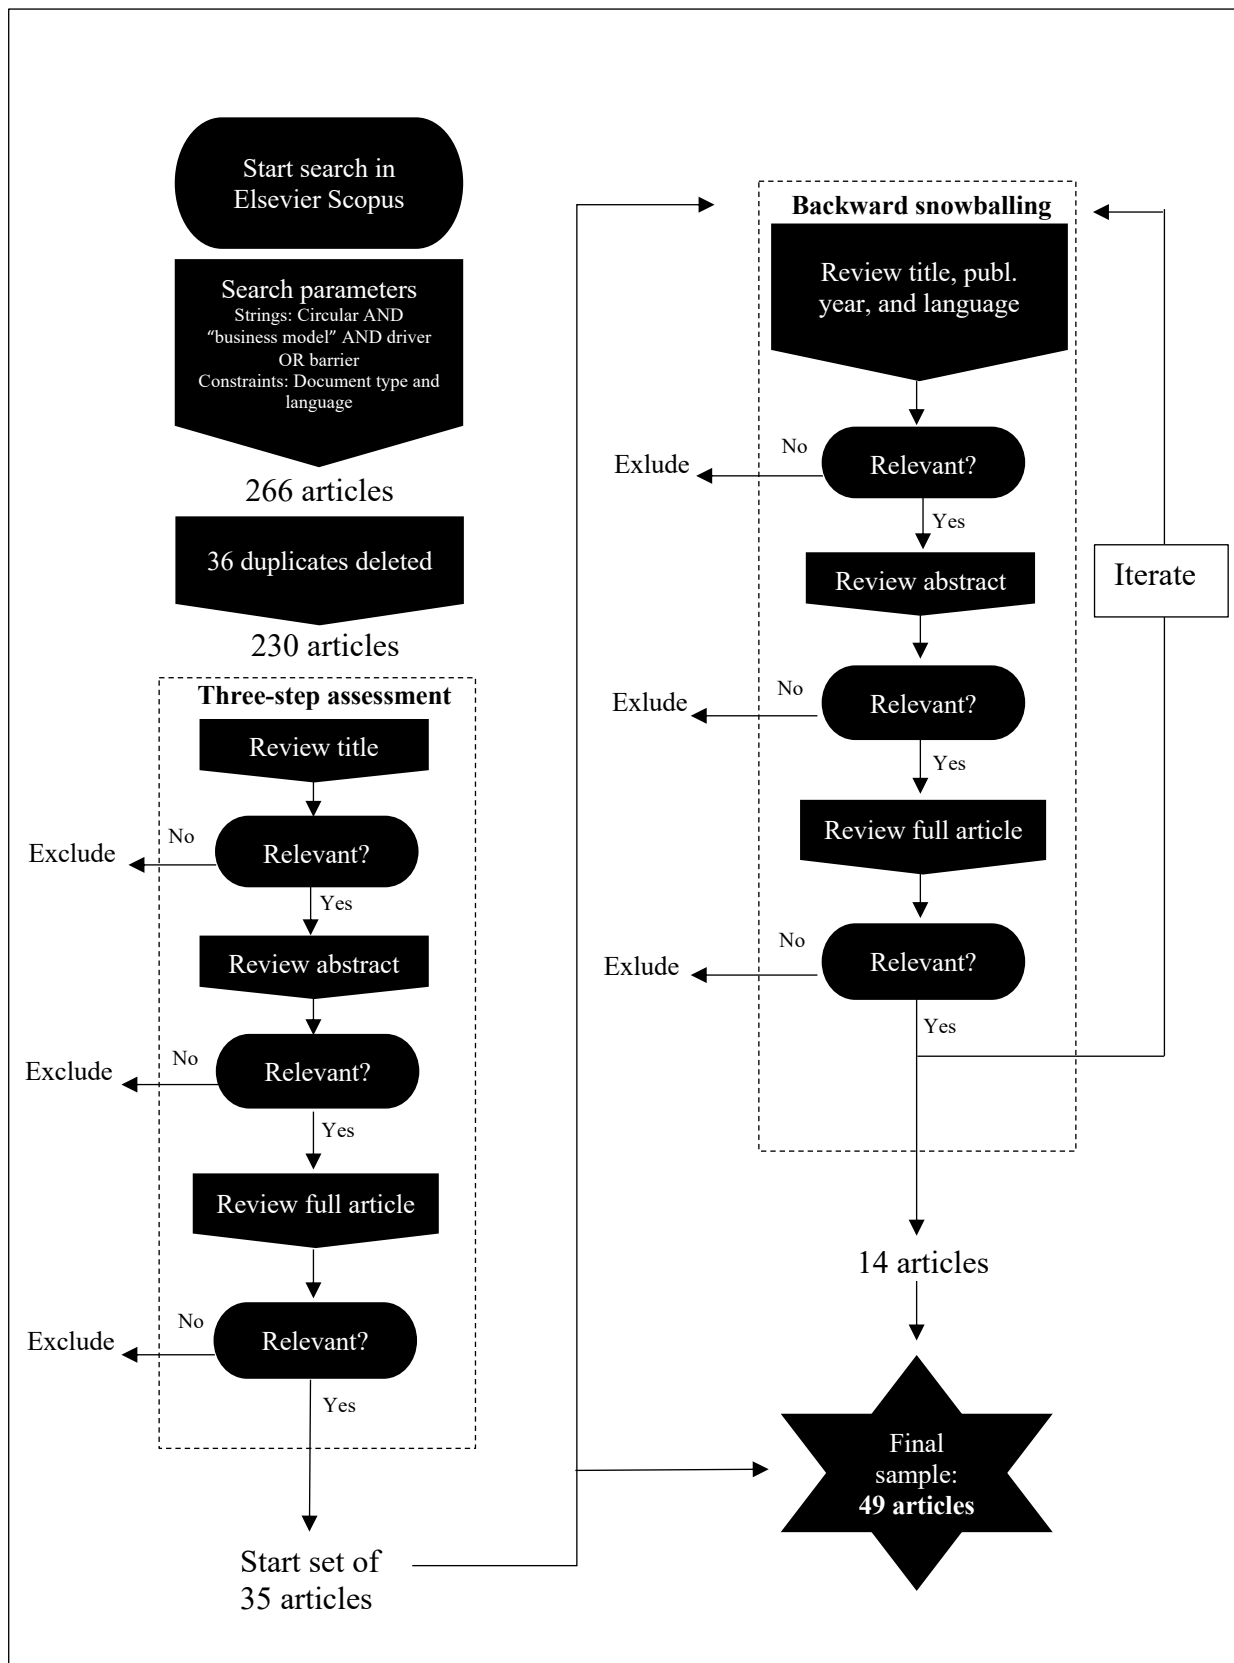 Start search in
Elsevier Scopus
Search parameters
Strings: Circular AND
“business model” AND driver
OR barrier
Constraints: Document type and
language
266 articles
36 duplicates deleted
230 articles
Three-step assessment
Review title
No
Exclude
Relevant?
Yes
Review abstract
No
Exclude
Relevant?
Yes
Review full article
No
Exclude
Relevant?
Yes
Start set of
35 articles
Backward snowballing
Review title, publ.
year, and language
No
Exlude
Relevant?
Yes
Review abstract
Iterate
No
Exlude
Relevant?
Yes
Review full article
No
Exlude
Relevant?
Yes
14 articles
Final
sample:
49 articles